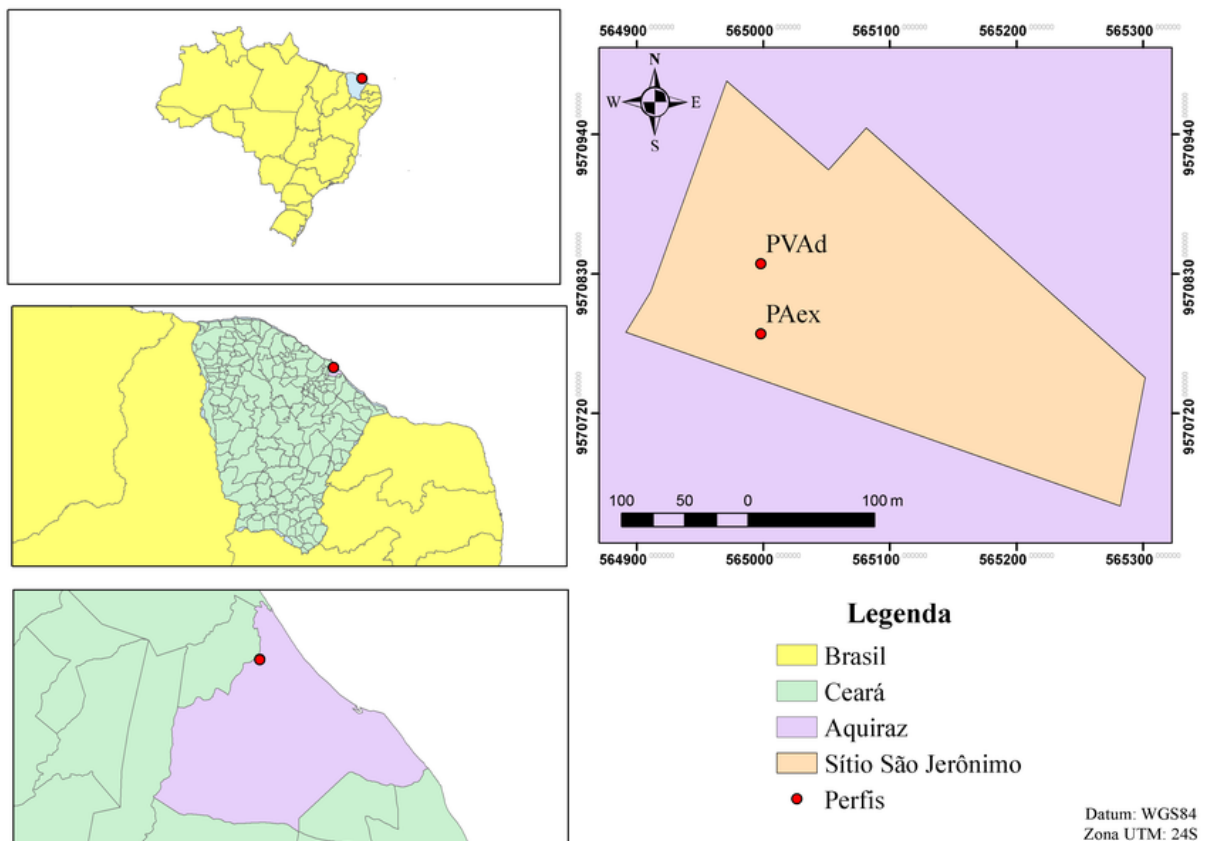 564900 565000 565100 565200 565300
N
W E
S
9570940 9570940
PVAd
9570830 9570830
PAex
9570720 9570720
100 50 0 100 m
564900 565000 565100 565200 565300
Legenda
Brasil
Ceará
Aquiraz
Sítio São Jerônimo
Perfis
Datum: WGS84
Zona UTM: 24S